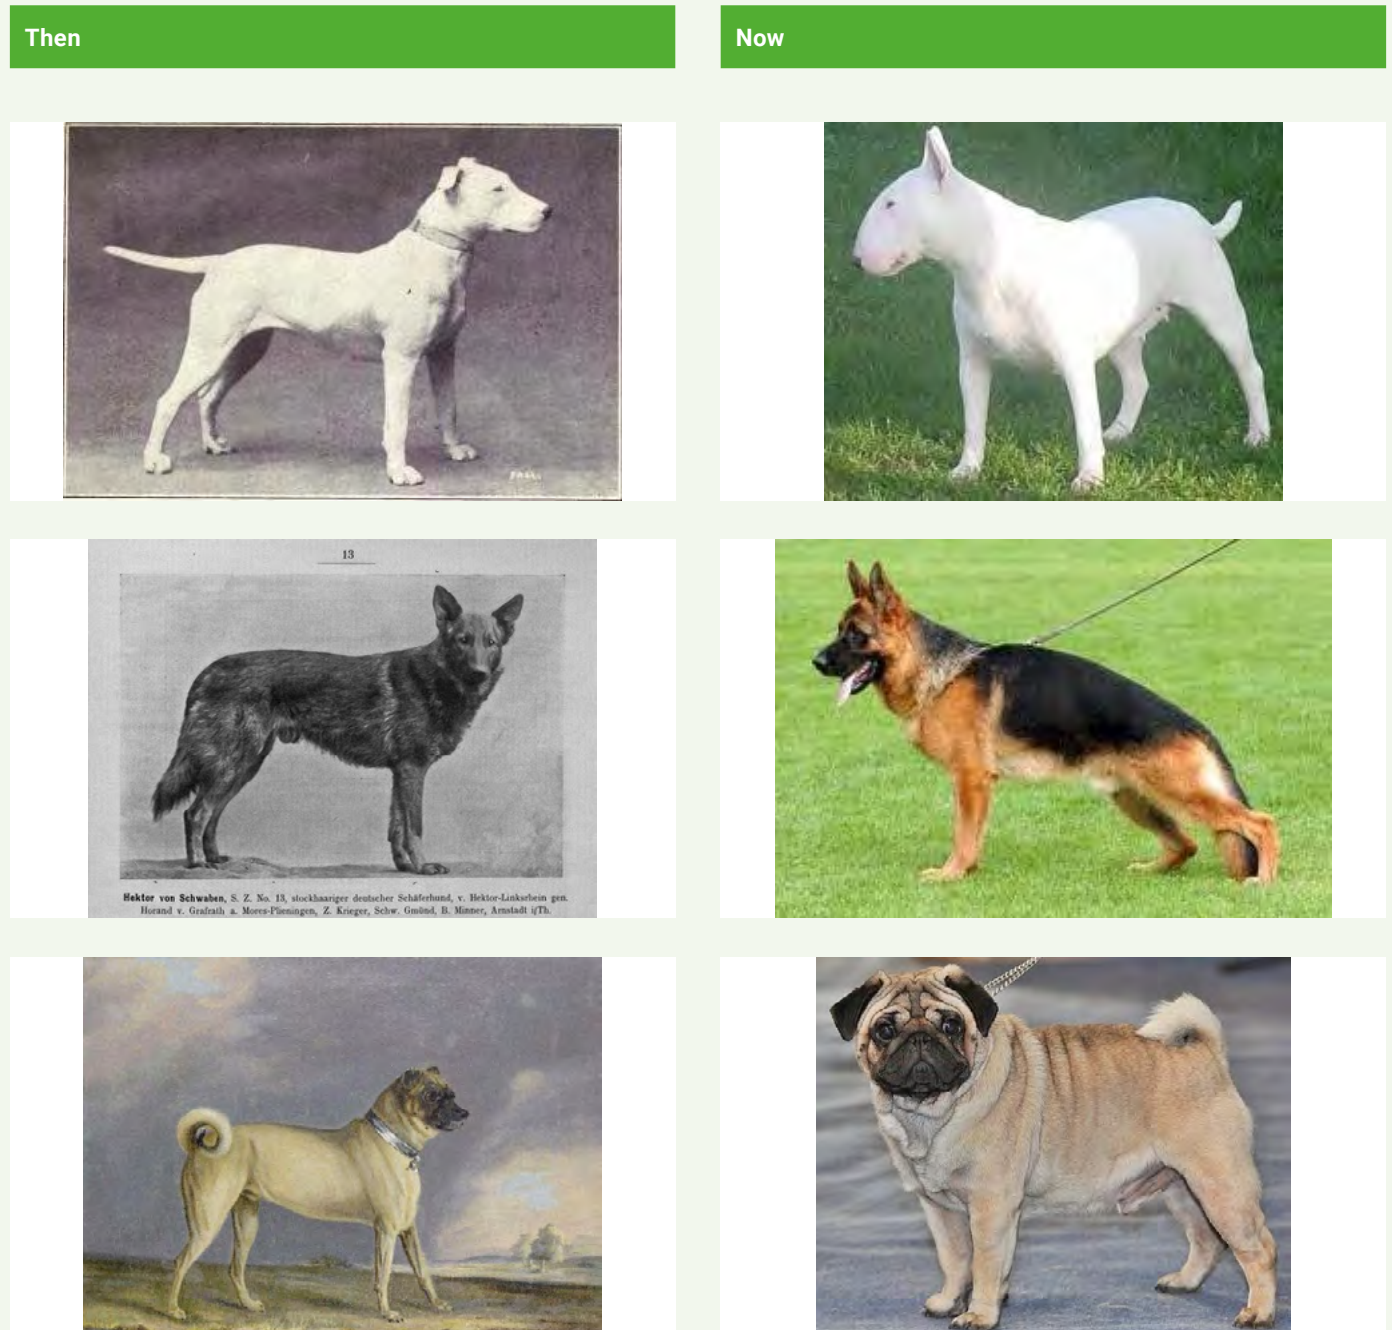 Then
Now
13
Hektor von Schwaben, S. Z. No. 13, stockhaariger deutscher Schäferhund, v. Hektor-Linksrhein gen.
Horand v. Grafrath a. Mores-Plieningen, Z. Krieger, Schw. Gmünd, B. Minner, Arnstadt i/Th.